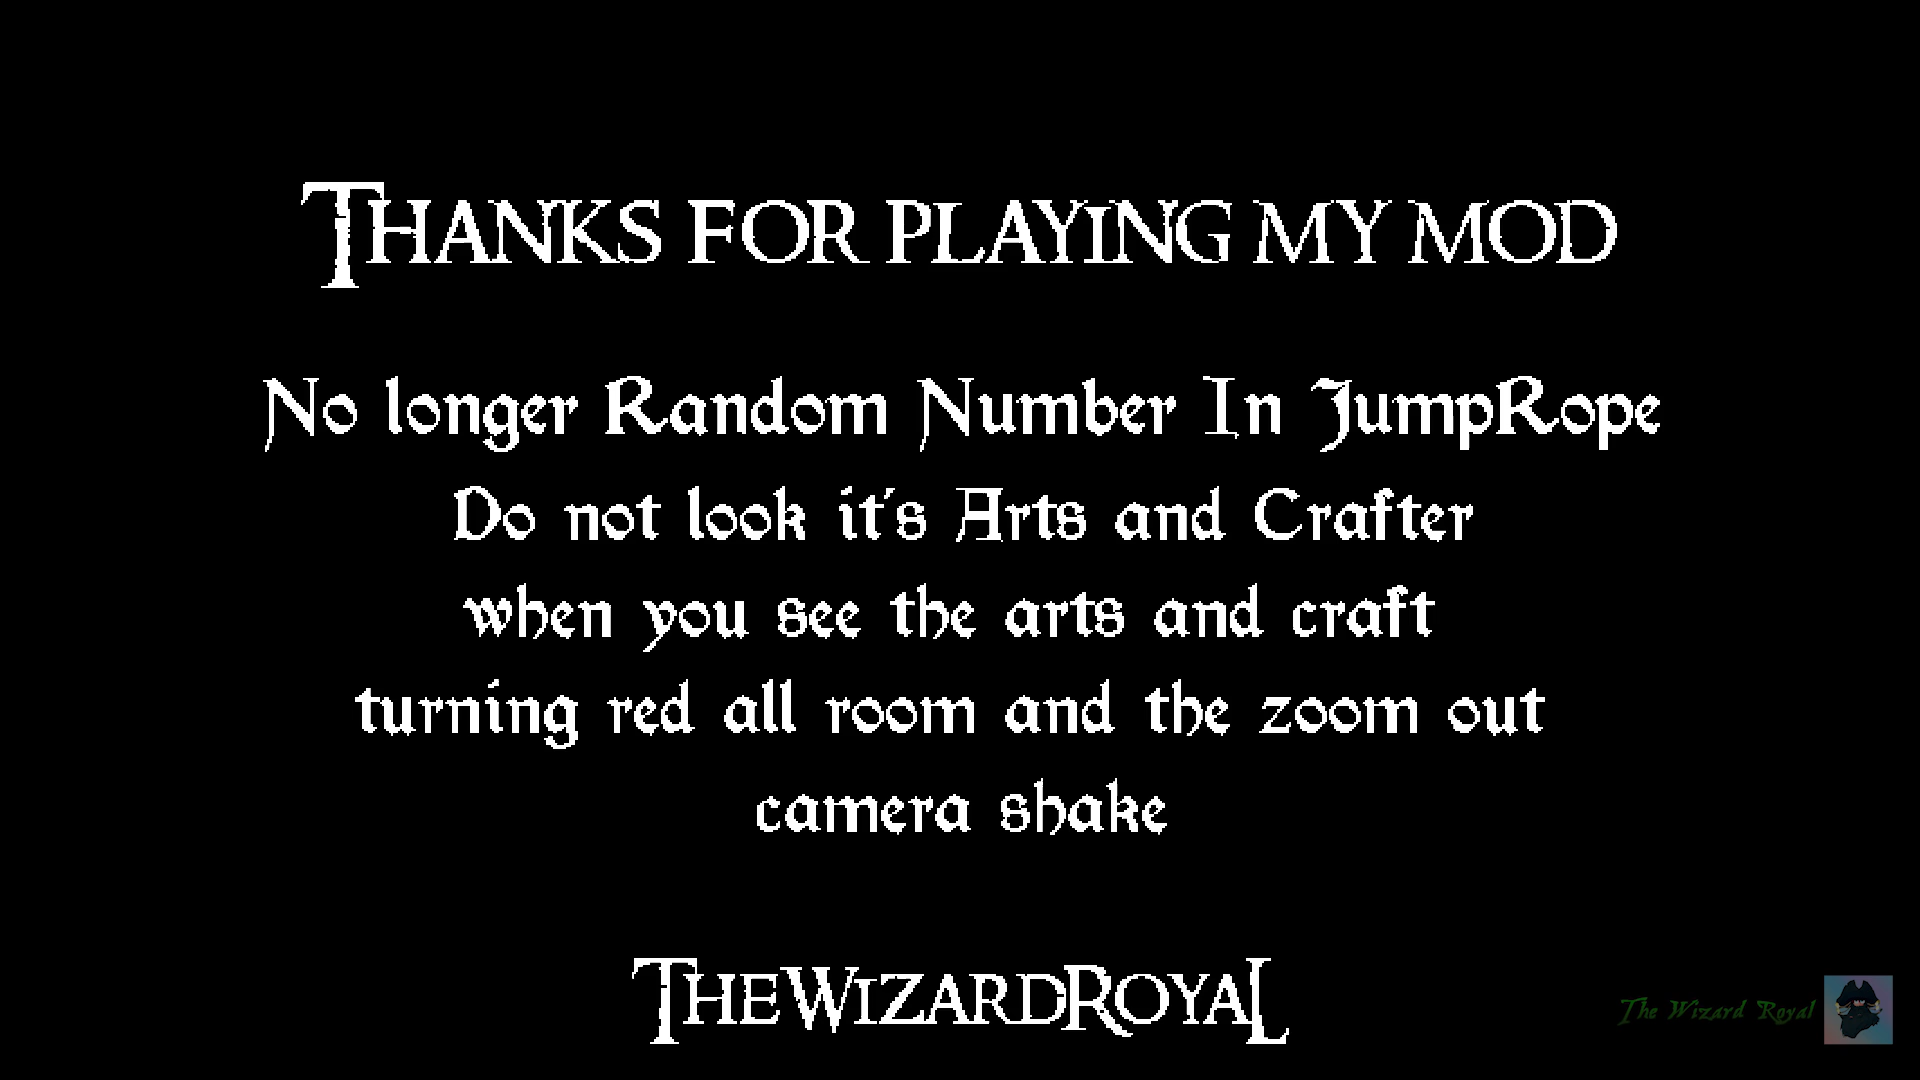 THANKS FOR PLAYING MY MOD
No longer Random Number In JumpRope
Do not look it's Arts and Crafter
when you see the arts and craft
turning red all room and the zoom out
camera shake
THEWIZARDROYAL
The Wizard Royal